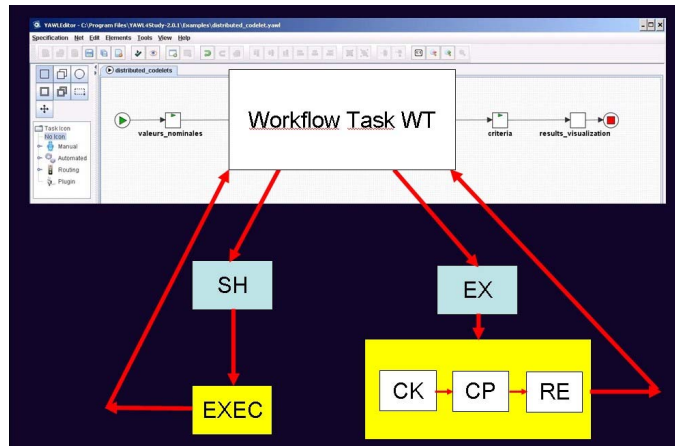 YAWLEditor - C:\Program Files\YAWL4Study-2.0.1\Examples\distributed_codelet.yawl
Specification Net Edit Elements Tools View Help
distributed_codelets
Task Icon
No Icon
Manual
Automated
Routing
Plugin
valeurs_nominales
Workflow Task WT
criteria
results_visualization
SH
EX
EXEC
CK
CP
RE